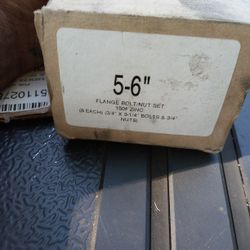 5-6"
FLANGE BOLT/NUT SET
150# ZINC
(8 EACH) (3/4" X 3-1/4" BOLTS & 3/4"
NUTS)
511027